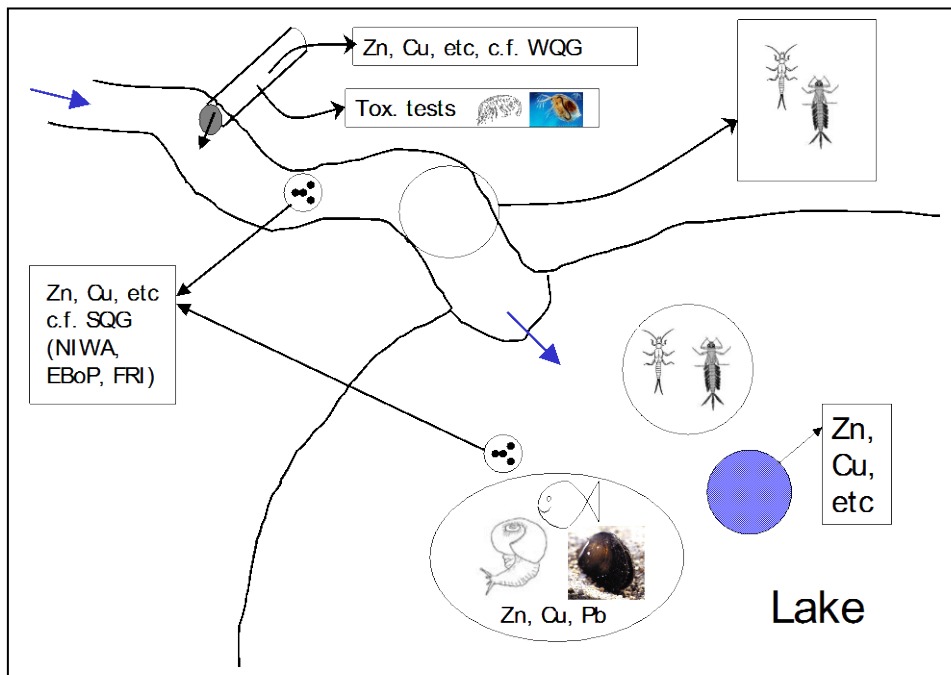 Zn, Cu, etc, c.f. WQG
Tox. tests
Zn, Cu, etc
c.f. SQG
(NIWA,
EBoP, FRI)
Zn,
Cu,
etc
Zn, Cu, Pb
Lake